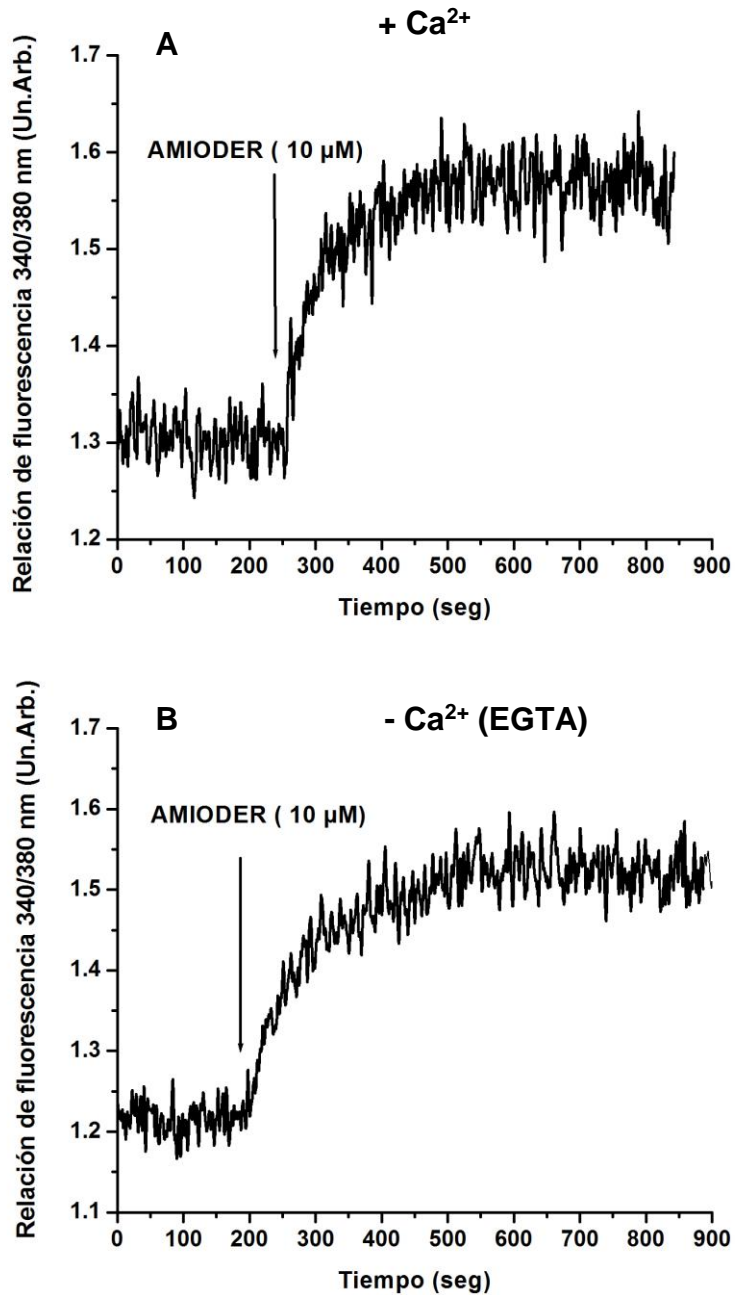 A
+ Ca²⁺
Relación de fluorescencia 340/380 nm (Un.Arb.)
1.7
1.6
1.5
1.4
1.3
1.2
AMIODER ( 10 µM)
0 100 200 300 400 500 600 700 800 900
Tiempo (seg)
B
- Ca²⁺ (EGTA)
Relación de fluorescencia 340/380 nm (Un.Arb.)
1.7
1.6
1.5
1.4
1.3
1.2
1.1
AMIODER ( 10 µM)
0 100 200 300 400 500 600 700 800 900
Tiempo (seg)